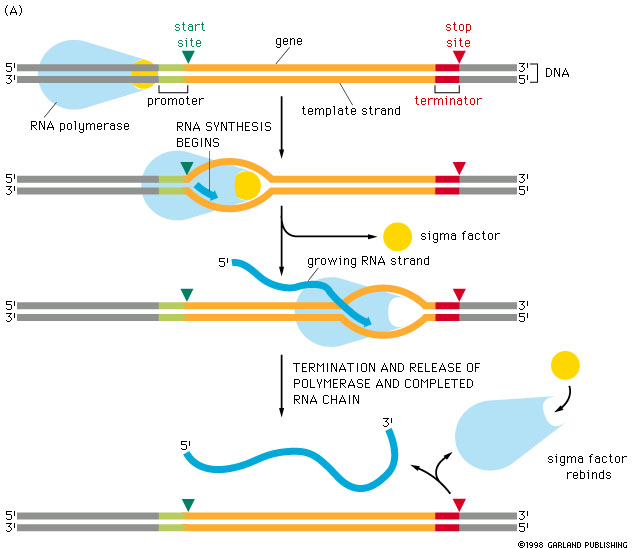 (A)
start
site
gene
stop
site
5'
3'
3'
5'
DNA
promoter
template strand
terminator
RNA polymerase
RNA SYNTHESIS
BEGINS
5'
3'
3'
5'
sigma factor
5'
growing RNA strand
5'
3'
3'
5'
TERMINATION AND RELEASE OF
POLYMERASE AND COMPLETED
RNA CHAIN
3'
5'
sigma factor
rebinds
5'
3'
3'
5'
©1998 GARLAND PUBLISHING